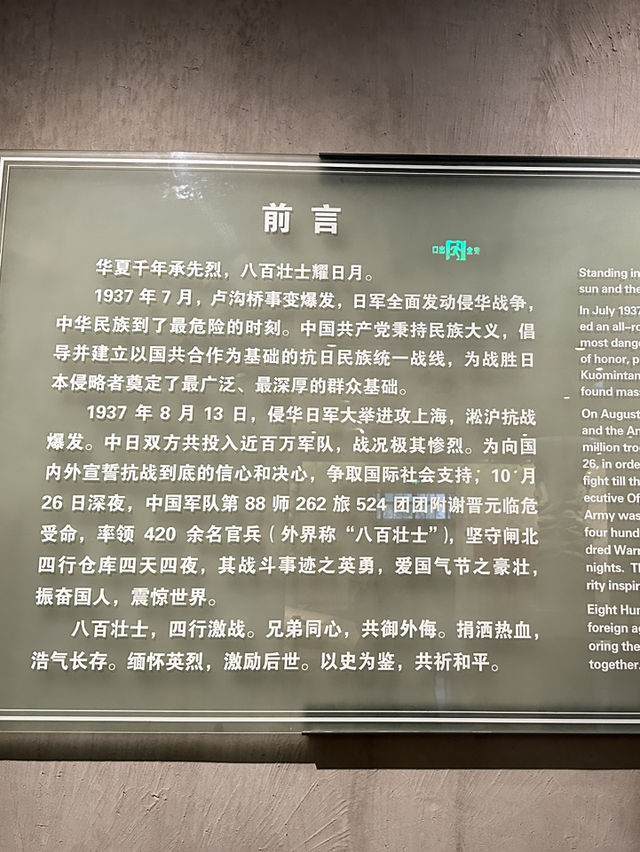 前言
华夏千年承先烈，八百壮士耀日月。
1937 年 7 月，卢沟桥事变爆发，日军全面发动侵华战争，
中华民族到了最危险的时刻。中国共产党秉持民族大义，倡
导并建立以国共合作为基础的抗日民族统一战线，为战胜日
本侵略者奠定了最广泛、最深厚的群众基础。
1937 年 8 月 13 日，侵华日军大举进攻上海，淞沪抗战
爆发。中日双方共投入近百万军队，战况极其惨烈。为向国
内外宣誓抗战到底的信心和决心，争取国际社会支持；10 月
26 日深夜，中国军队第 88 师 262 旅 524 团团附谢晋元临危
受命，率领 420 余名官兵（外界称“八百壮士”），坚守闸北
四行仓库四天四夜，其战斗事迹之英勇，爱国气节之豪壮，
振奋国人，震惊世界。
八百壮士，四行激战。兄弟同心，共御外侮。捐洒热血，
浩气长存。缅怀英烈，激励后世。以史为鉴，共祈和平。
安全出口
Standing in
sun and the
In July 1937
ed an all-ro
most dange
of honor, p
Kuomintan
found mass
On August
and the An
million troo
26, in orde
fight till th
ecutive Of
Army was
four hund
dred Warr
nights. Th
rity inspir
Eight Hun
foreign ag
oring the
together.